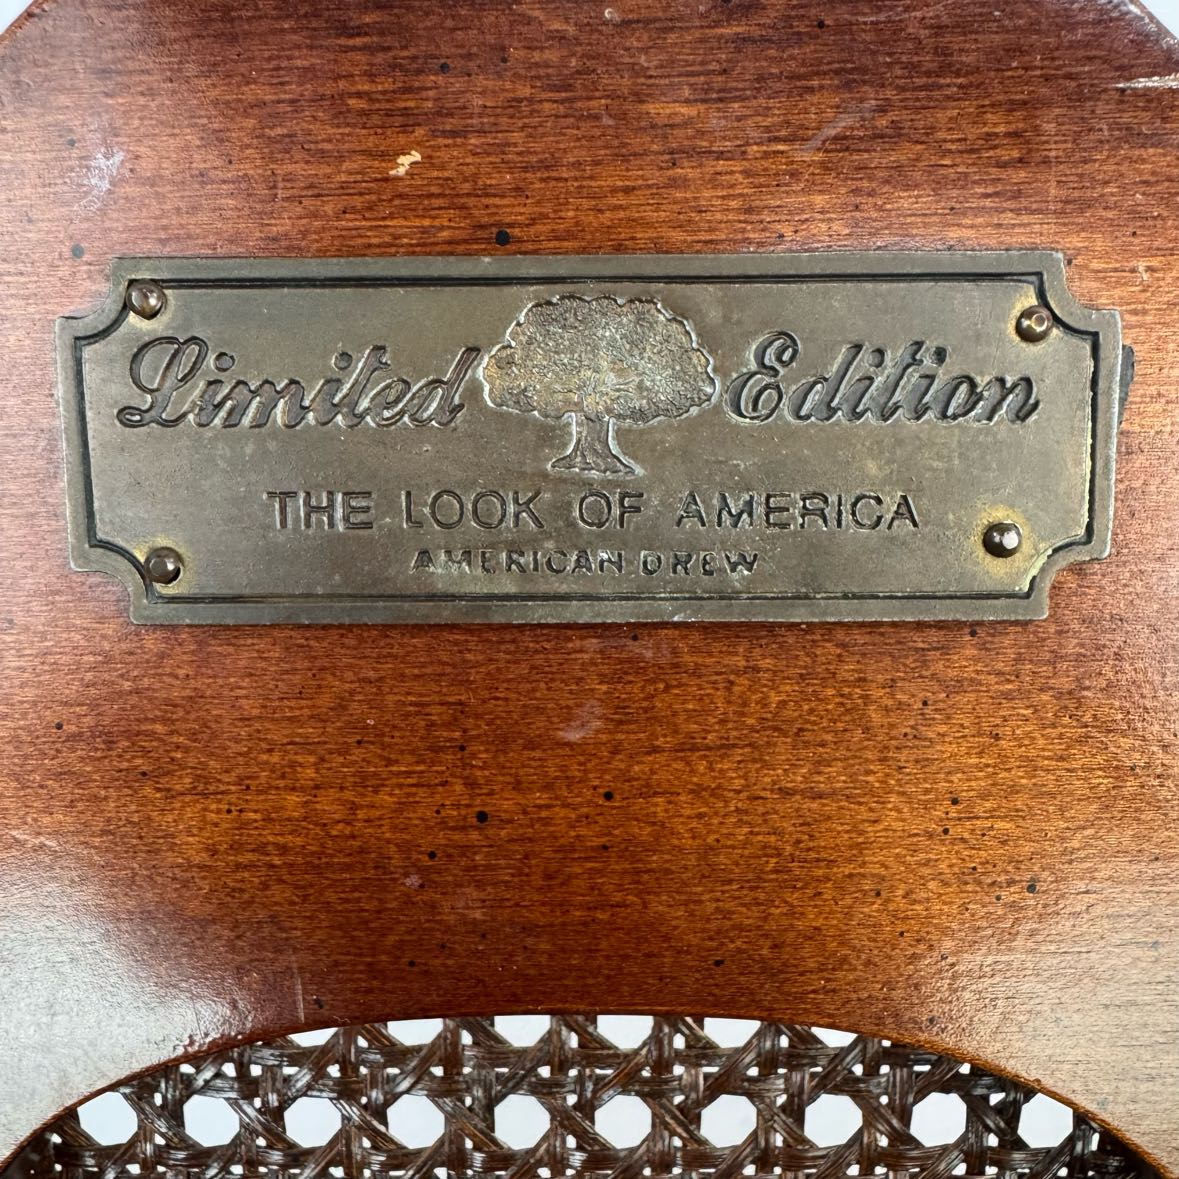 Limited Edition
THE LOOK OF AMERICA
AMERICAN DREW